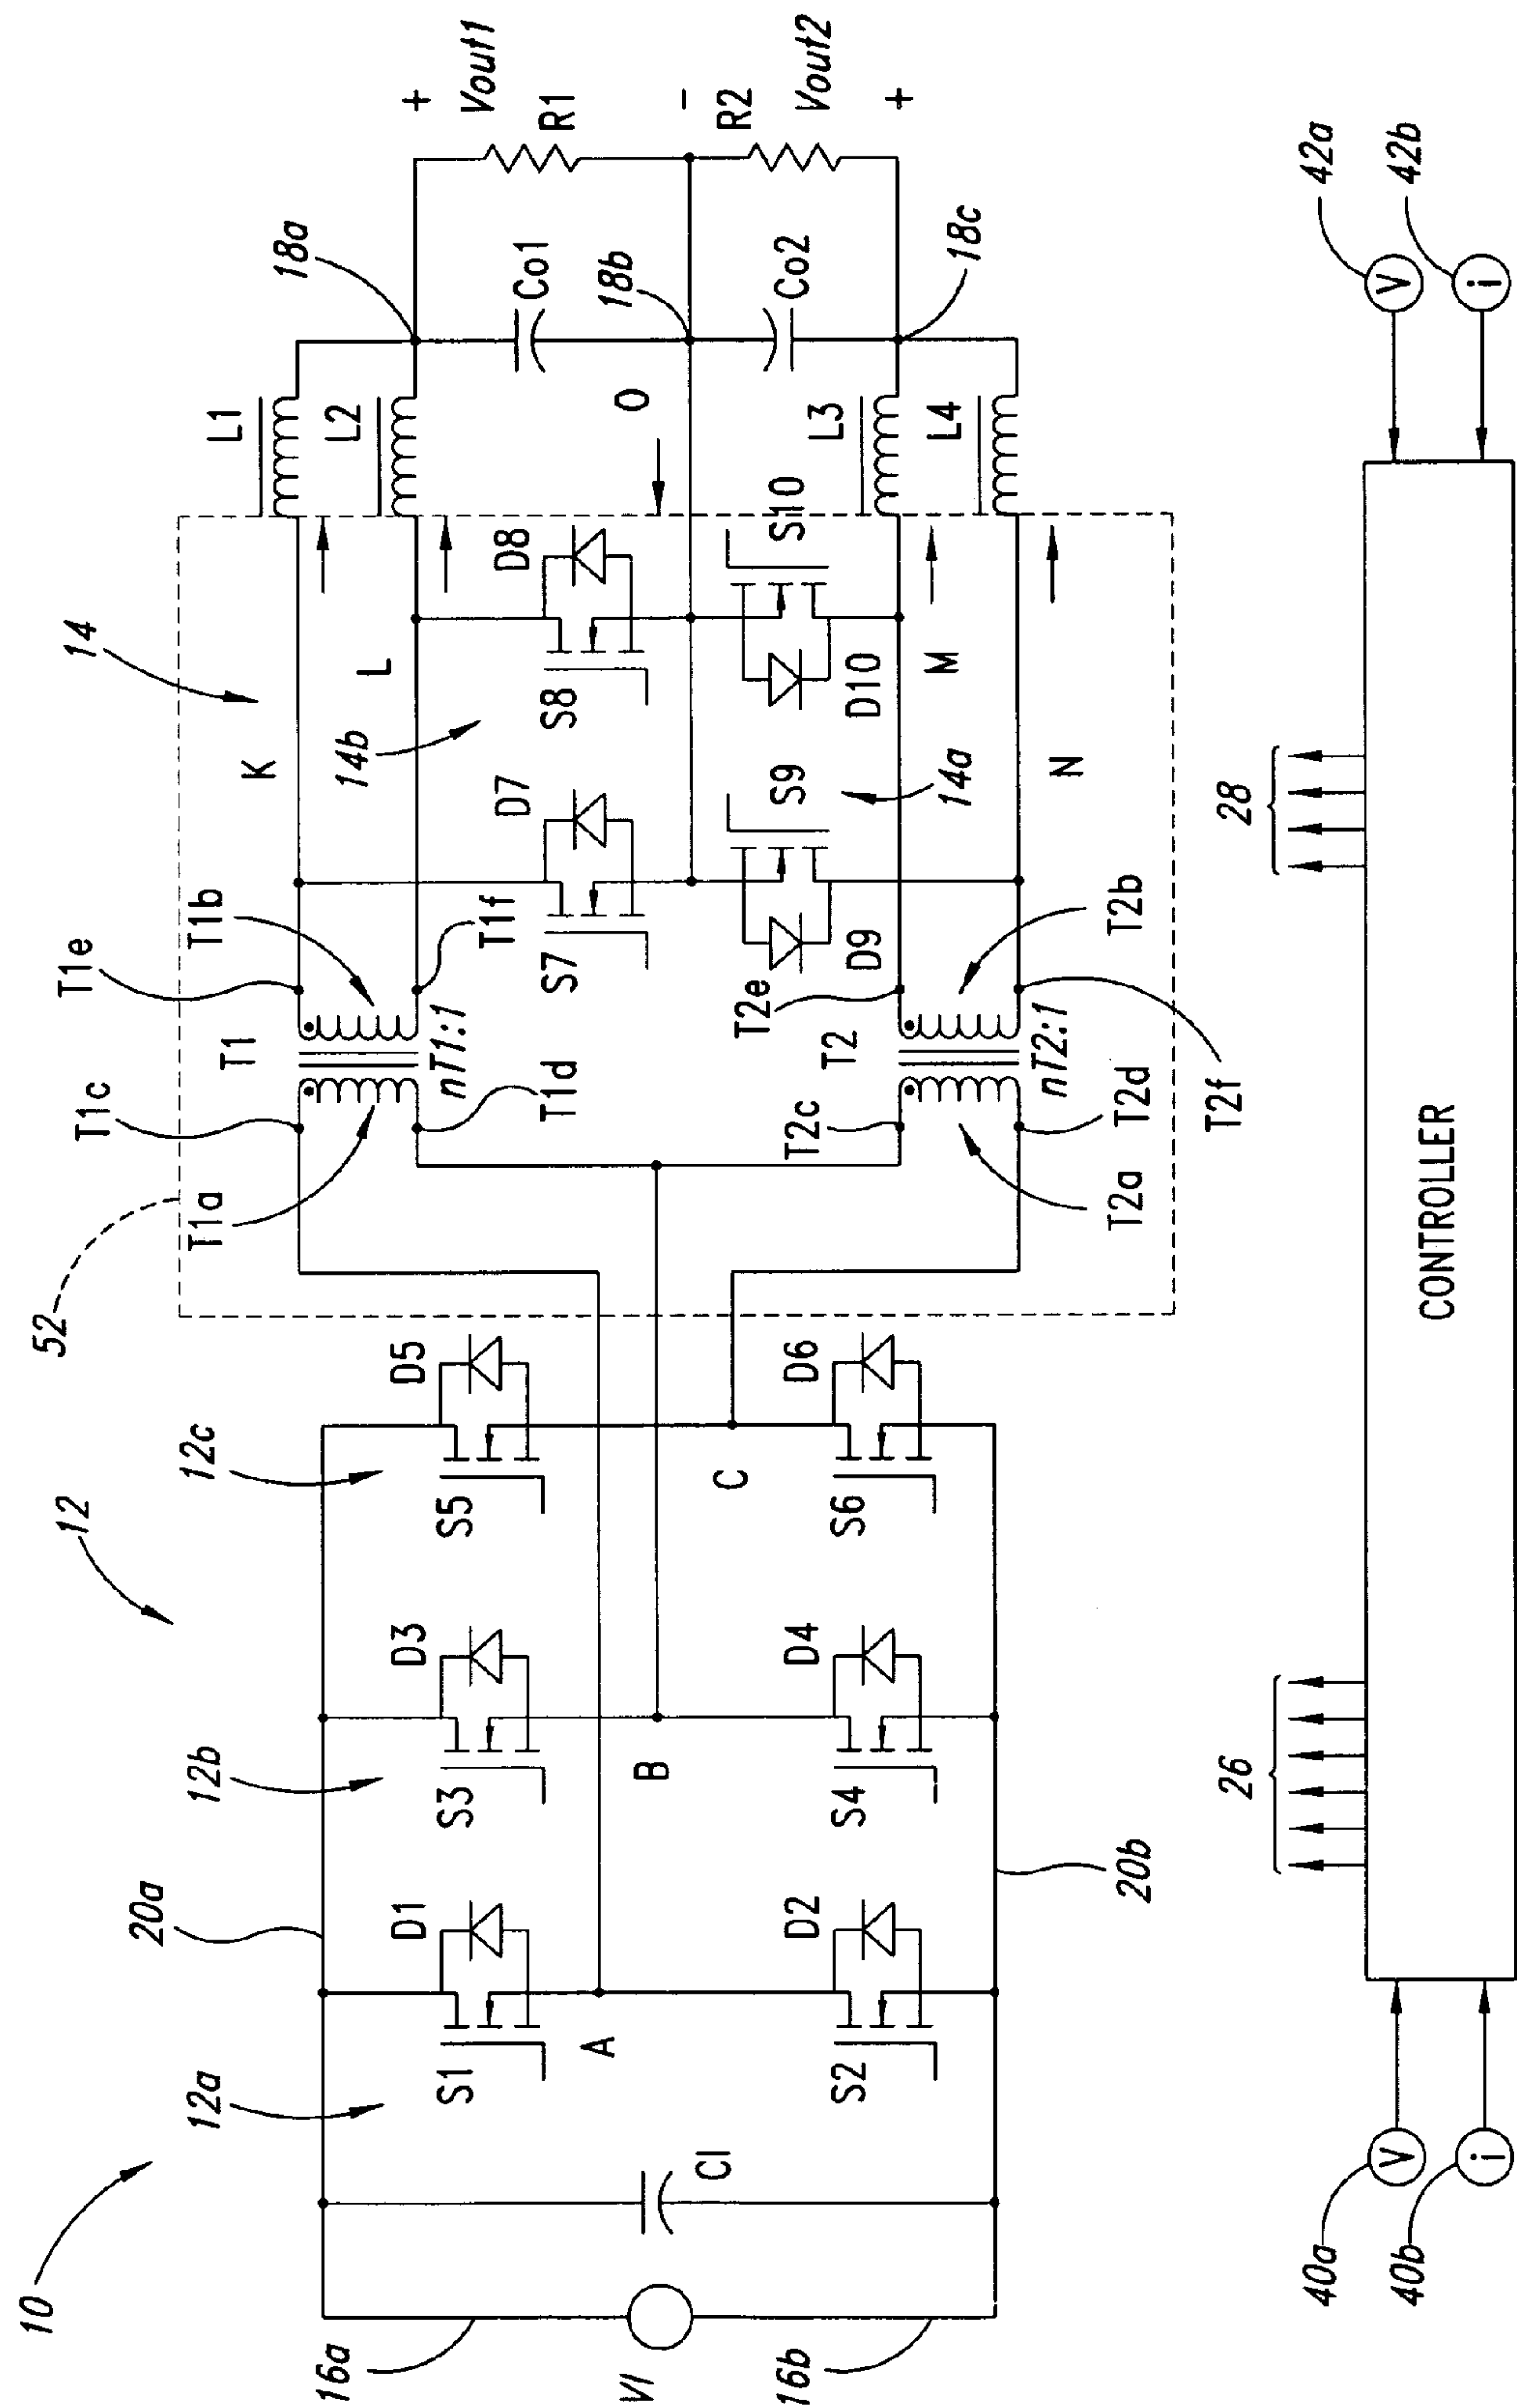 10
12
14
52
16a
16b
VI
CI
20a
20b
12a
12b
12c
S1
D1
S2
D2
A
S3
D3
S4
D4
B
S5
D5
S6
D6
C
T1c
T1e
T1a
T1
T1b
nT1:1
T1d
T1f
T2c
T2e
T2
T2a
T2b
nT2:1
T2d
T2f
K
L
14b
S7
D7
S8
D8
D9
S9
D10
S10
14a
M
N
O
L1
L2
L3
L4
18a
18b
18c
Co1
Co2
R1
R2
+
Vout1
-
Vout2
+
26
28
40a
V
40b
i
CONTROLLER
42a
V
42b
i